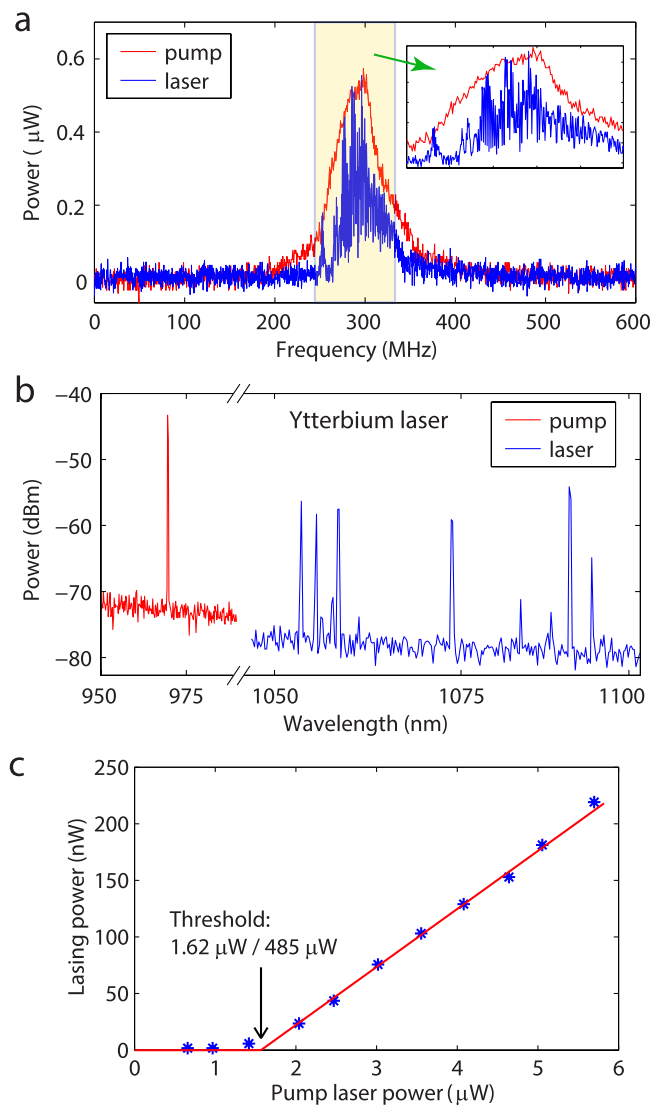 a
pump
laser
0.6
0.4
0.2
0
Power ( μW)
0 100 200 300 400 500 600
Frequency (MHz)
b
Ytterbium laser
pump
laser
−40
−50
−60
−70
−80
Power (dBm)
950 975 1050 1075 1100
Wavelength (nm)
c
250
200
150
100
50
0
Lasing power (nW)
Threshold:
1.62 μW / 485 μW
0 1 2 3 4 5 6
Pump laser power (μW)